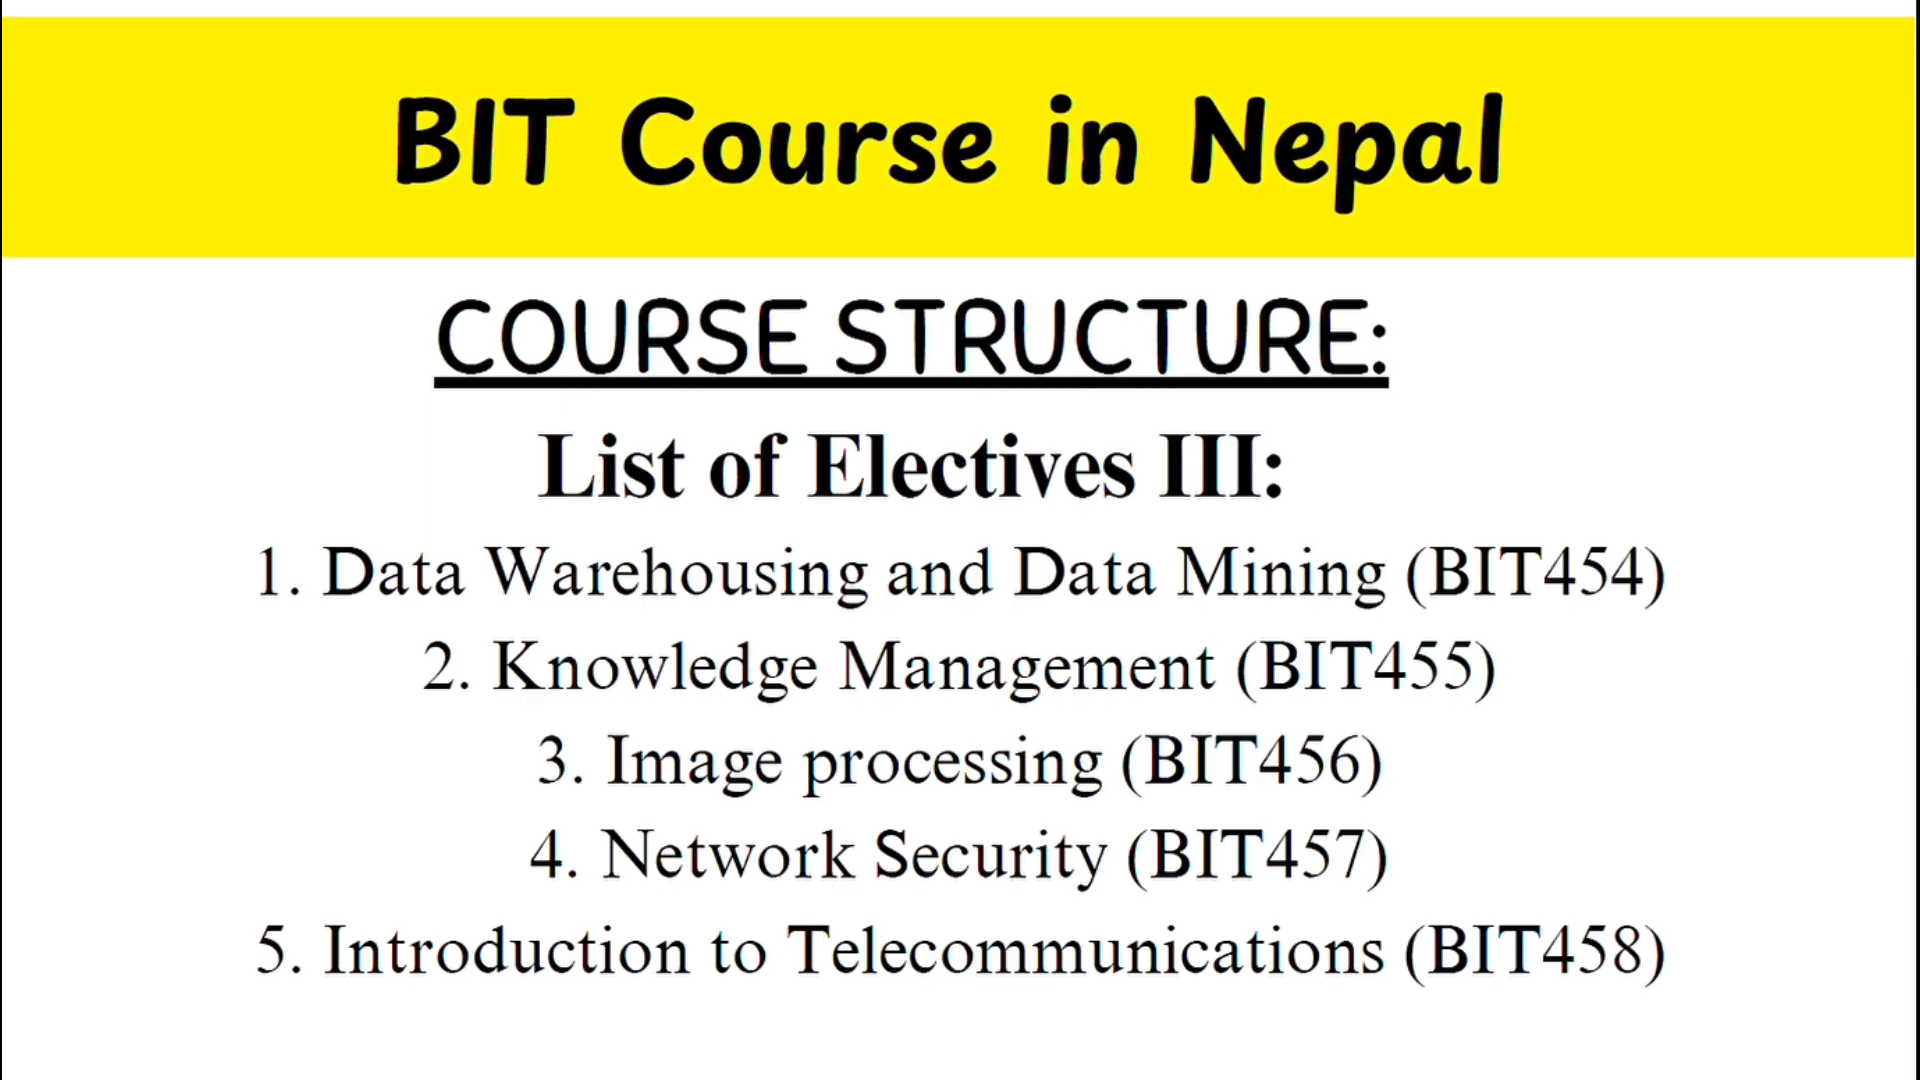 BIT Course in Nepal
COURSE STRUCTURE:
List of Electives III:
1. Data Warehousing and Data Mining (BIT454)
2. Knowledge Management (BIT455)
3. Image processing (BIT456)
4. Network Security (BIT457)
5. Introduction to Telecommunications (BIT458)